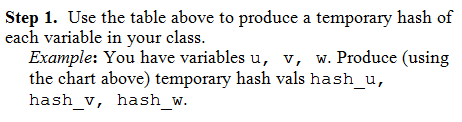 Step 1.  Use the table above to produce a temporary hash of
each variable in your class.
Example: You have variables u, v, w. Produce (using
the chart above) temporary hash vals hash_u,
hash_v, hash_w.